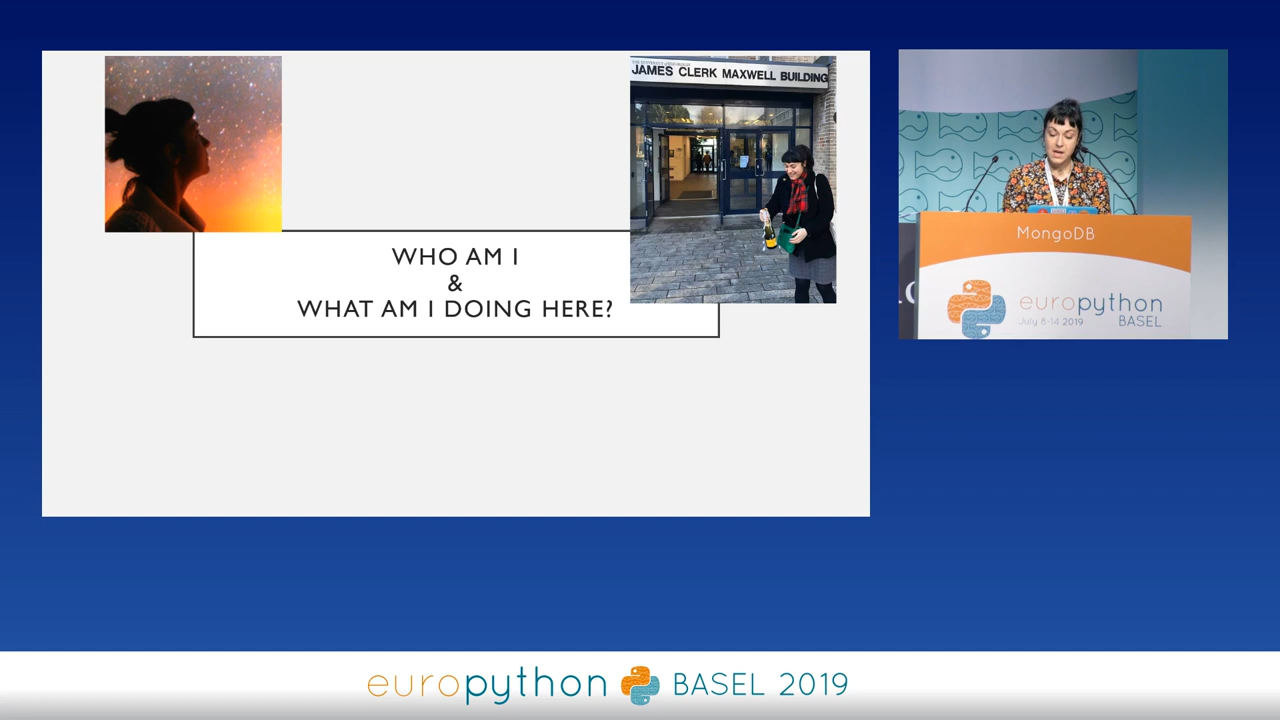 JAMES CLERK MAXWELL BUILDING
WHO AM I
&
WHAT AM I DOING HERE?
MongoDB
europython
July 8-14 2019
BASEL
europython BASEL 2019